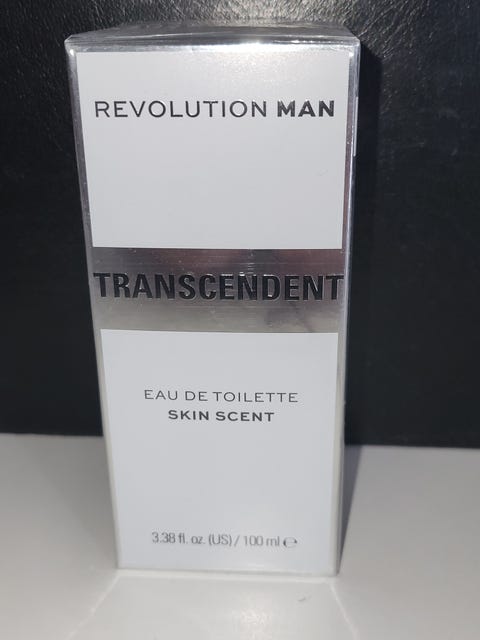 REVOLUTION MAN
TRANSCENDENT
EAU DE TOILETTE
SKIN SCENT
3.38 fl. oz. (US) / 100 ml ℮